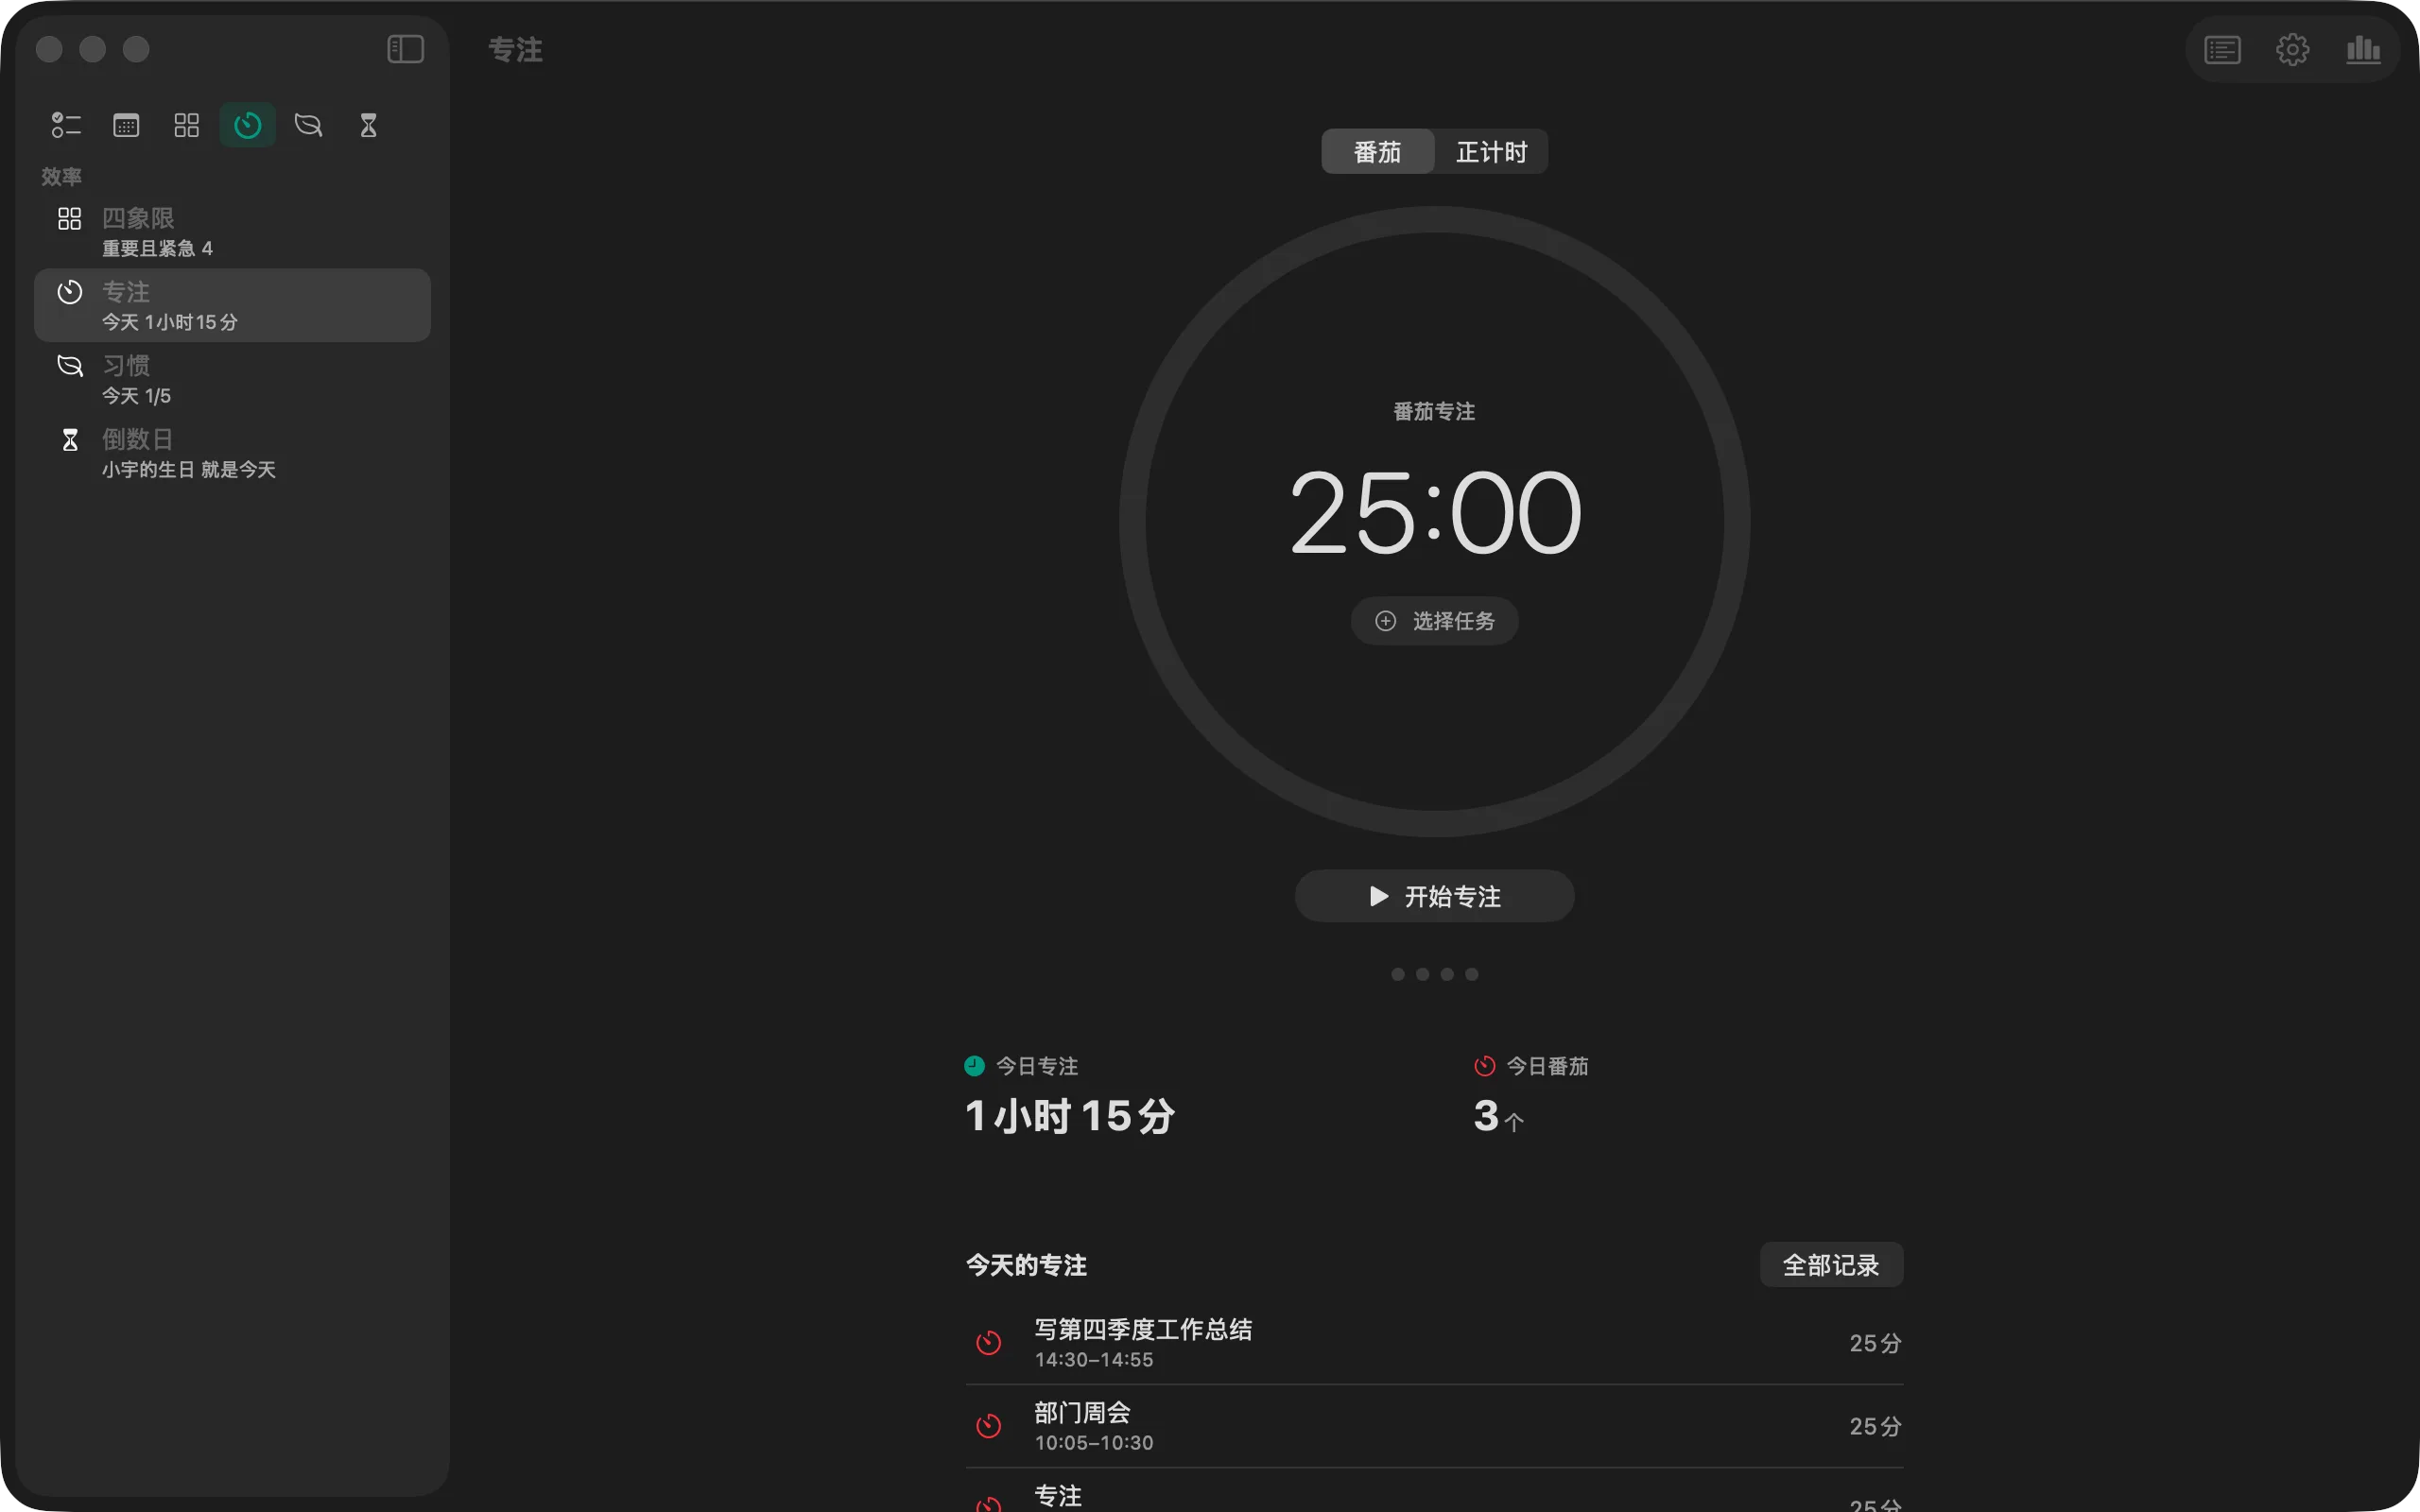 专注
效率
四象限
重要且紧急 4
专注
今天 1小时15分
习惯
今天 1/5
倒数日
小宇的生日 就是今天
番茄
正计时
番茄专注
25:00
选择任务
开始专注
今日专注
1小时15分
今日番茄
3个
今天的专注
全部记录
写第四季度工作总结
14:30–14:55
25分
部门周会
10:05–10:30
25分
专注
25分